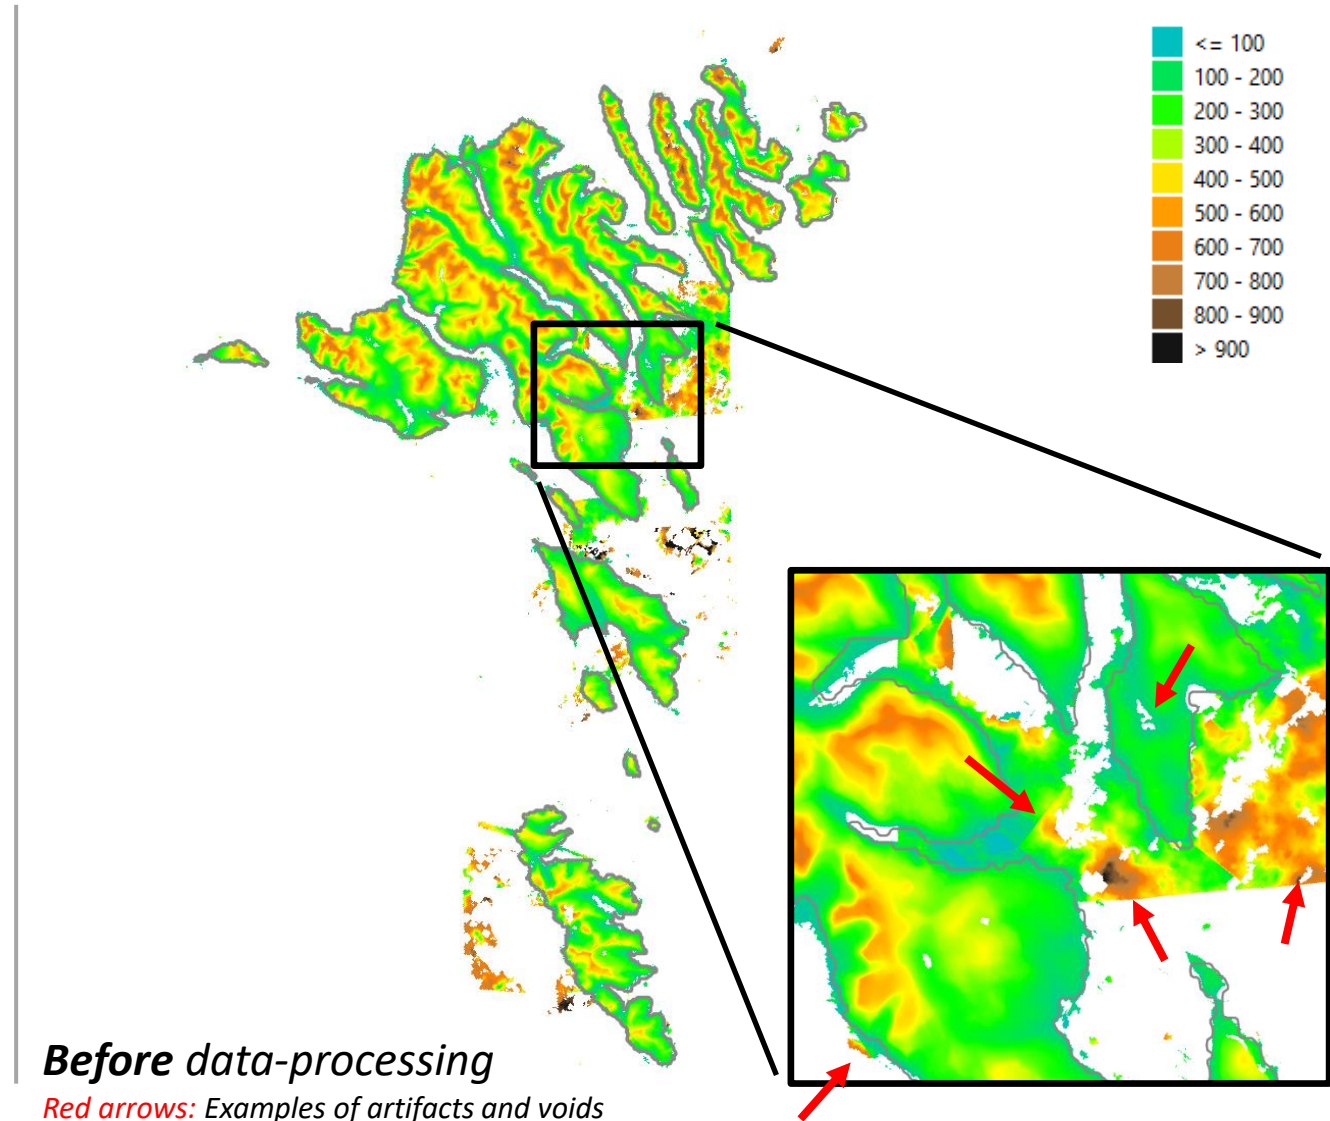 <= 100
100 - 200
200 - 300
300 - 400
400 - 500
500 - 600
600 - 700
700 - 800
800 - 900
> 900
Before data-processing
Red arrows: Examples of artifacts and voids